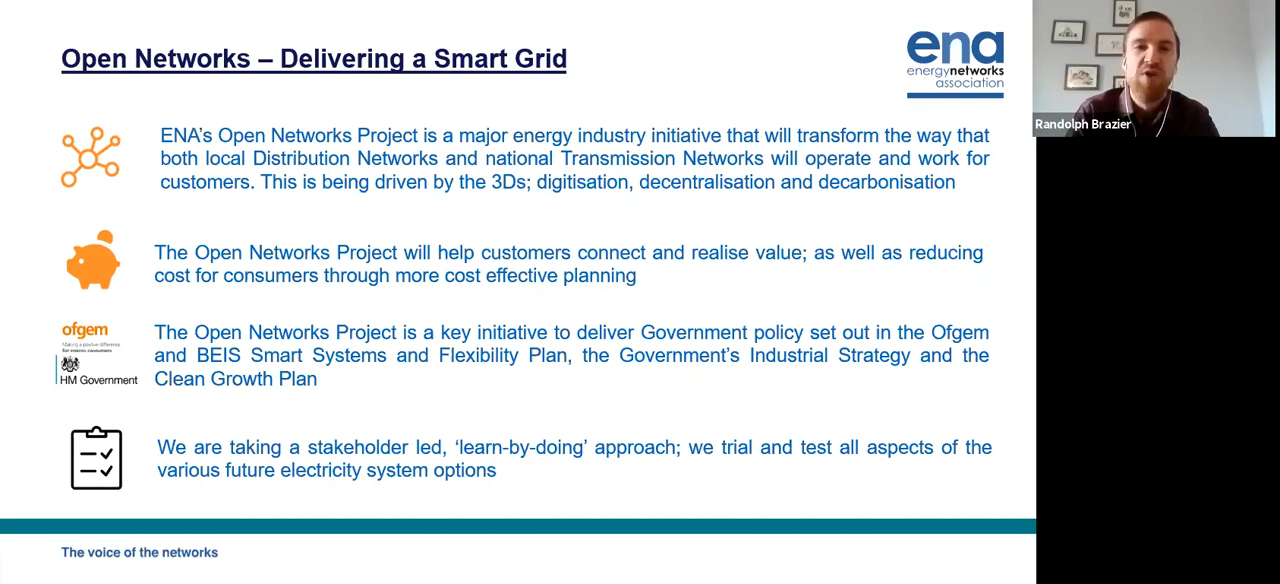 Open Networks – Delivering a Smart Grid
ena
energynetworks
association
Randolph Brazier
ENA's Open Networks Project is a major energy industry initiative that will transform the way that
both local Distribution Networks and national Transmission Networks will operate and work for
customers. This is being driven by the 3Ds; digitisation, decentralisation and decarbonisation
The Open Networks Project will help customers connect and realise value; as well as reducing
cost for consumers through more cost effective planning
ofgem
Making a positive difference
for energy consumers
HM Government
The Open Networks Project is a key initiative to deliver Government policy set out in the Ofgem
and BEIS Smart Systems and Flexibility Plan, the Government's Industrial Strategy and the
Clean Growth Plan
We are taking a stakeholder led, ‘learn-by-doing’ approach; we trial and test all aspects of the
various future electricity system options
The voice of the networks